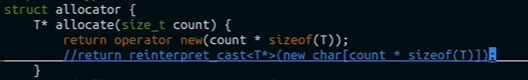 struct allocator {
    T* allocate(size_t count) {
        return operator new(count * sizeof(T));
        //return reinterpret_cast<T*>(new char[count * sizeof(T)]);
    }